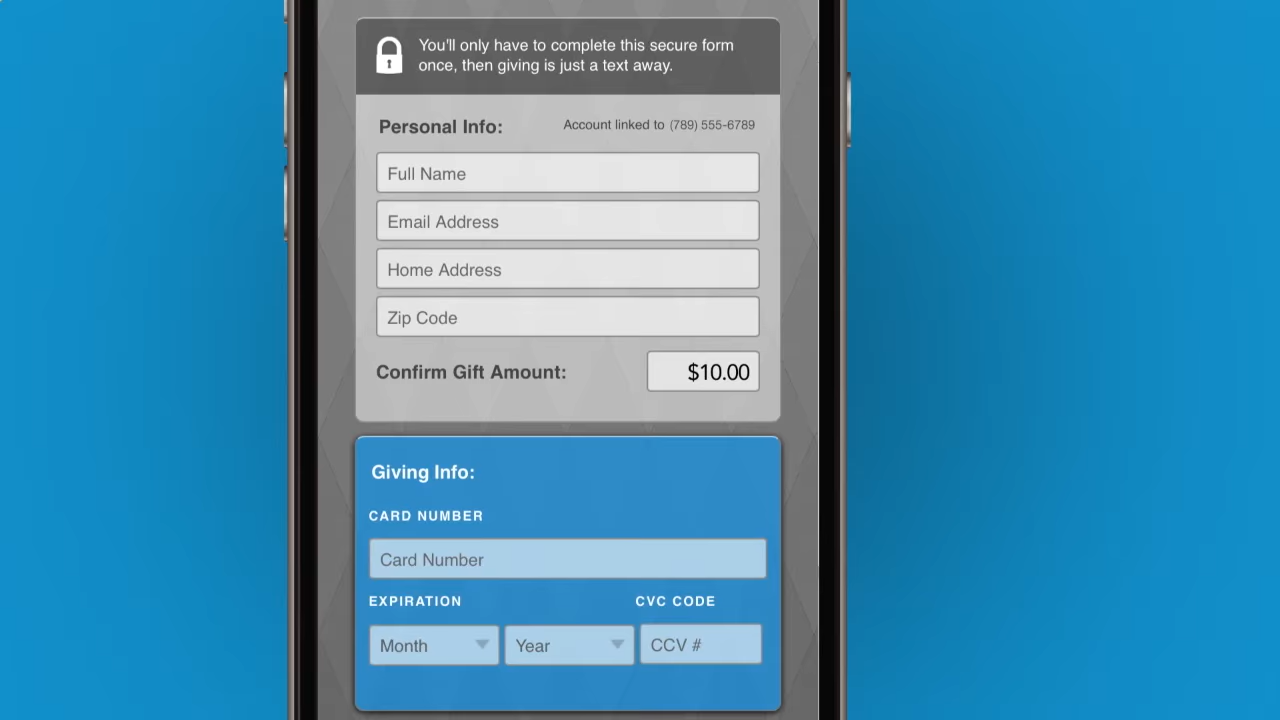 You'll only have to complete this secure form
once, then giving is just a text away.
Personal Info:
Account linked to (789) 555-6789
Full Name
Email Address
Home Address
Zip Code
Confirm Gift Amount:
$10.00
Giving Info:
CARD NUMBER
Card Number
EXPIRATION
CVC CODE
Month
Year
CCV #